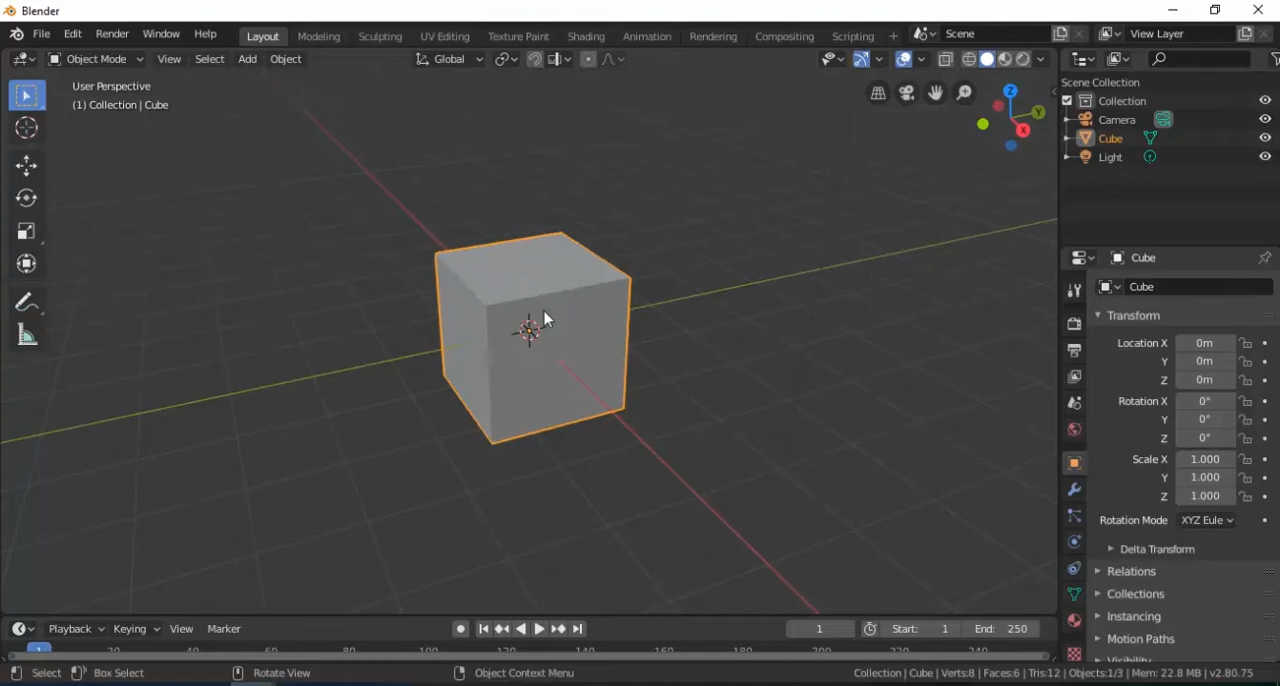 Blender
File Edit Render Window Help Layout Modeling Sculpting UV Editing Texture Paint Shading Animation Rendering Compositing Scripting + Scene View Layer
Object Mode View Select Add Object Global
User Perspective
(1) Collection | Cube
Z
Y
X
Scene Collection
Collection
Camera
Cube
Light
Cube
Cube
Transform
Location X 0m
Y 0m
Z 0m
Rotation X 0°
Y 0°
Z 0°
Scale X 1.000
Y 1.000
Z 1.000
Rotation Mode XYZ Eule
Delta Transform
Relations
Collections
Instancing
Motion Paths
Playback Keying View Marker 1 Start: 1 End: 250
1
Select Box Select Rotate View Object Context Menu Collection | Cube | Verts:8 | Faces:6 | Tris:12 | Objects:1/3 | Mem: 22.8 MB | v2.80.75